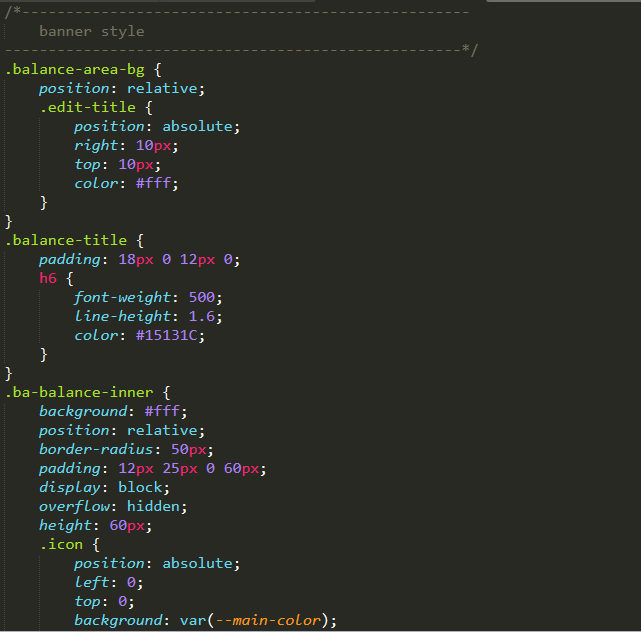 /*---------------------------------------------------
    banner style
----------------------------------------------------*/
.balance-area-bg {
    position: relative;
    .edit-title {
        position: absolute;
        right: 10px;
        top: 10px;
        color: #fff;
    }
}
.balance-title {
    padding: 18px 0 12px 0;
    h6 {
        font-weight: 500;
        line-height: 1.6;
        color: #15131C;
    }
}
.ba-balance-inner {
    background: #fff;
    position: relative;
    border-radius: 50px;
    padding: 12px 25px 0 60px;
    display: block;
    overflow: hidden;
    height: 60px;
    .icon {
        position: absolute;
        left: 0;
        top: 0;
        background: var(--main-color);